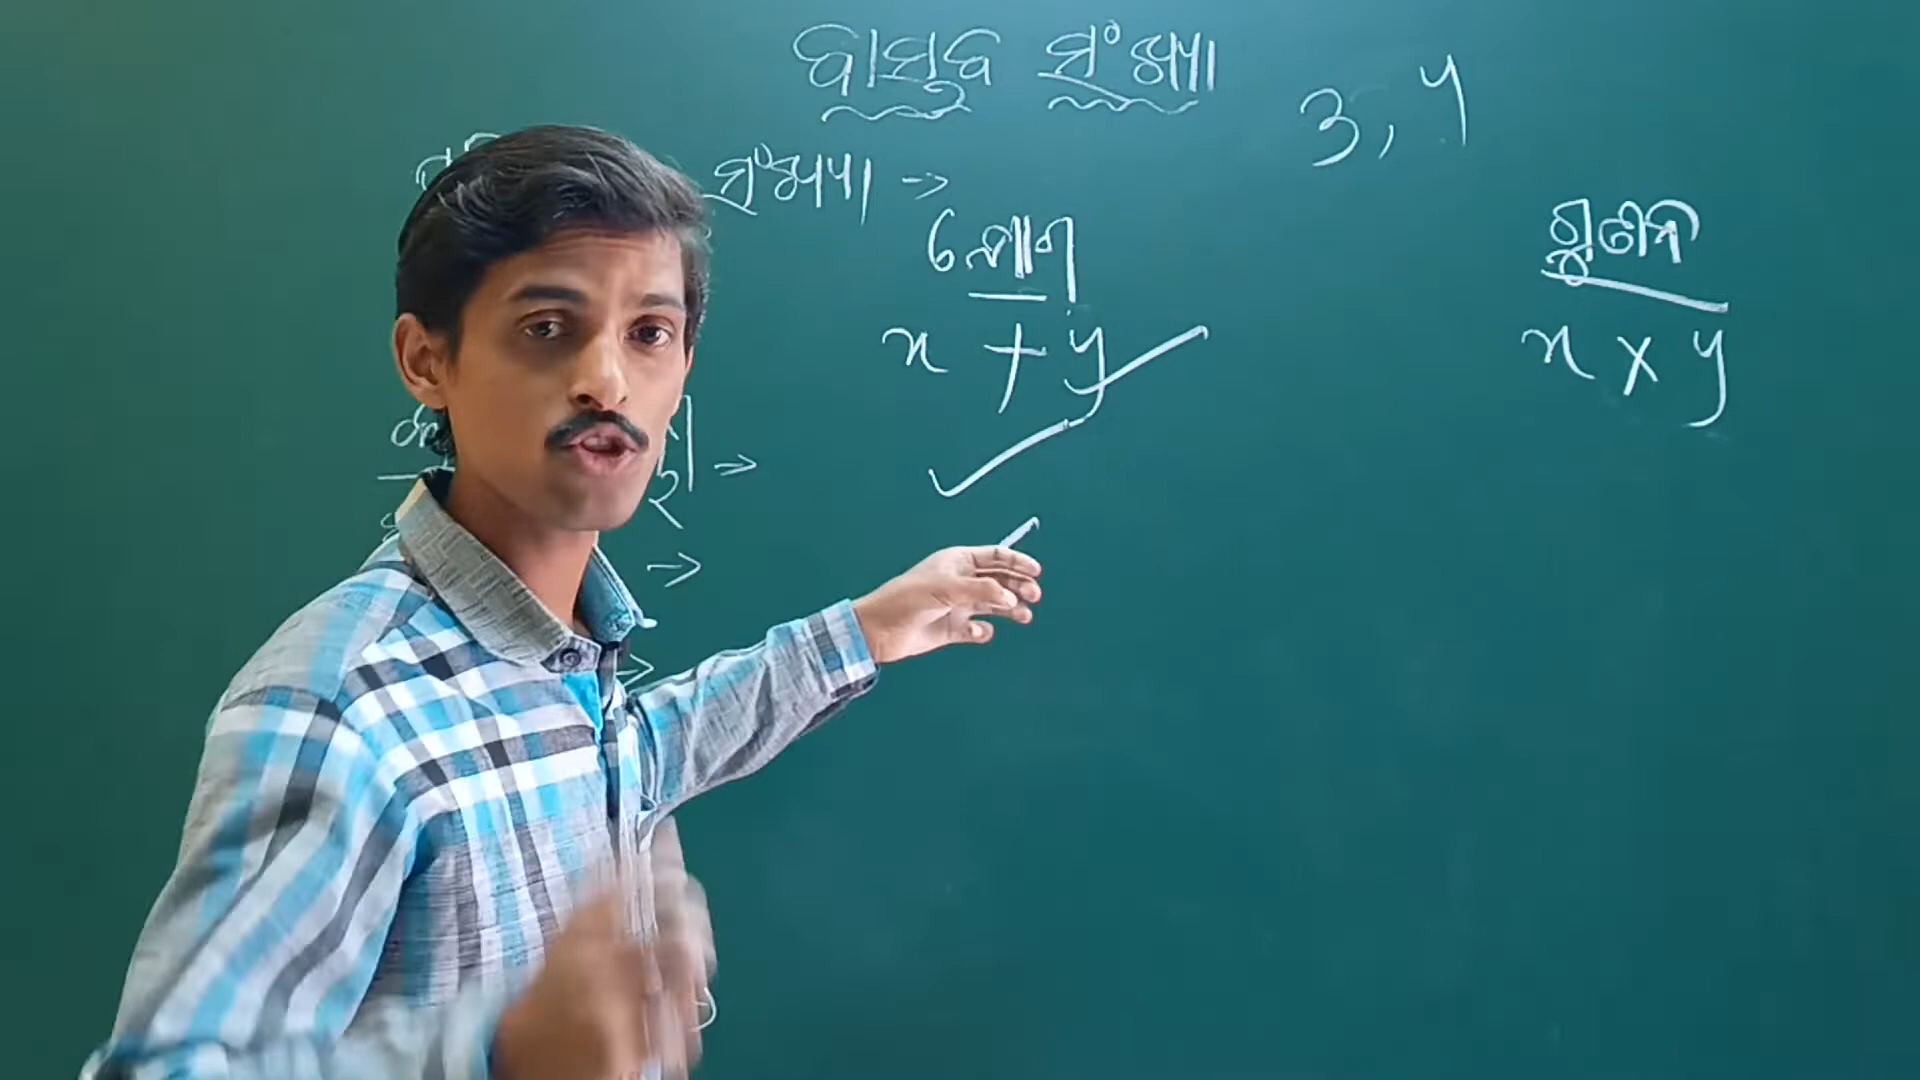 ବାସ୍ତବ ସଂଖ୍ୟା
3, 4
ସଂଖ୍ୟା →
ଯୋଗ
ଗୁଣନ
x + y
x × y